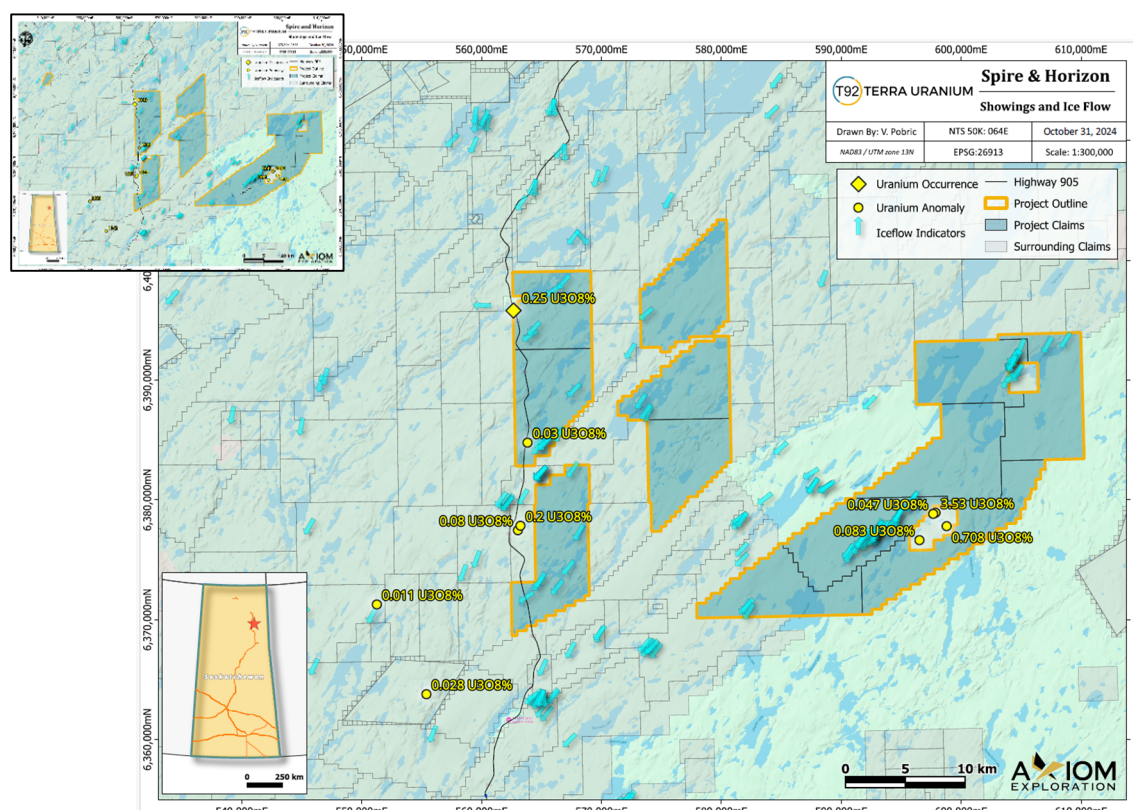 Spire and Horizon
560,000mE
570,000mE
580,000mE
590,000mE
600,000mE
610,000mE
T92 TERRA URANIUM
Spire & Horizon
Showings and Ice Flow
Drawn By: V. Pobric
NTS 50K: 064E
October 31, 2024
NAD83 / UTM zone 13N
EPSG:26913
Scale: 1:300,000
Uranium Occurrence
Uranium Anomaly
Iceflow Indicators
Highway 905
Project Outline
Project Claims
Surrounding Claims
AXIOM
EXPLORATION
0.25 U3O8%
6,390,000mN
0.03 U3O8%
6,380,000mN
0.047 U3O8%
3.53 U3O8%
0.08 U3O8%
0.2 U3O8%
0.083 U3O8%
0.708 U3O8%
0.011 U3O8%
6,370,000mN
Saskatchewan
0.028 U3O8%
6,360,000mN
0 250 km
0 5 10 km
AXIOM
EXPLORATION